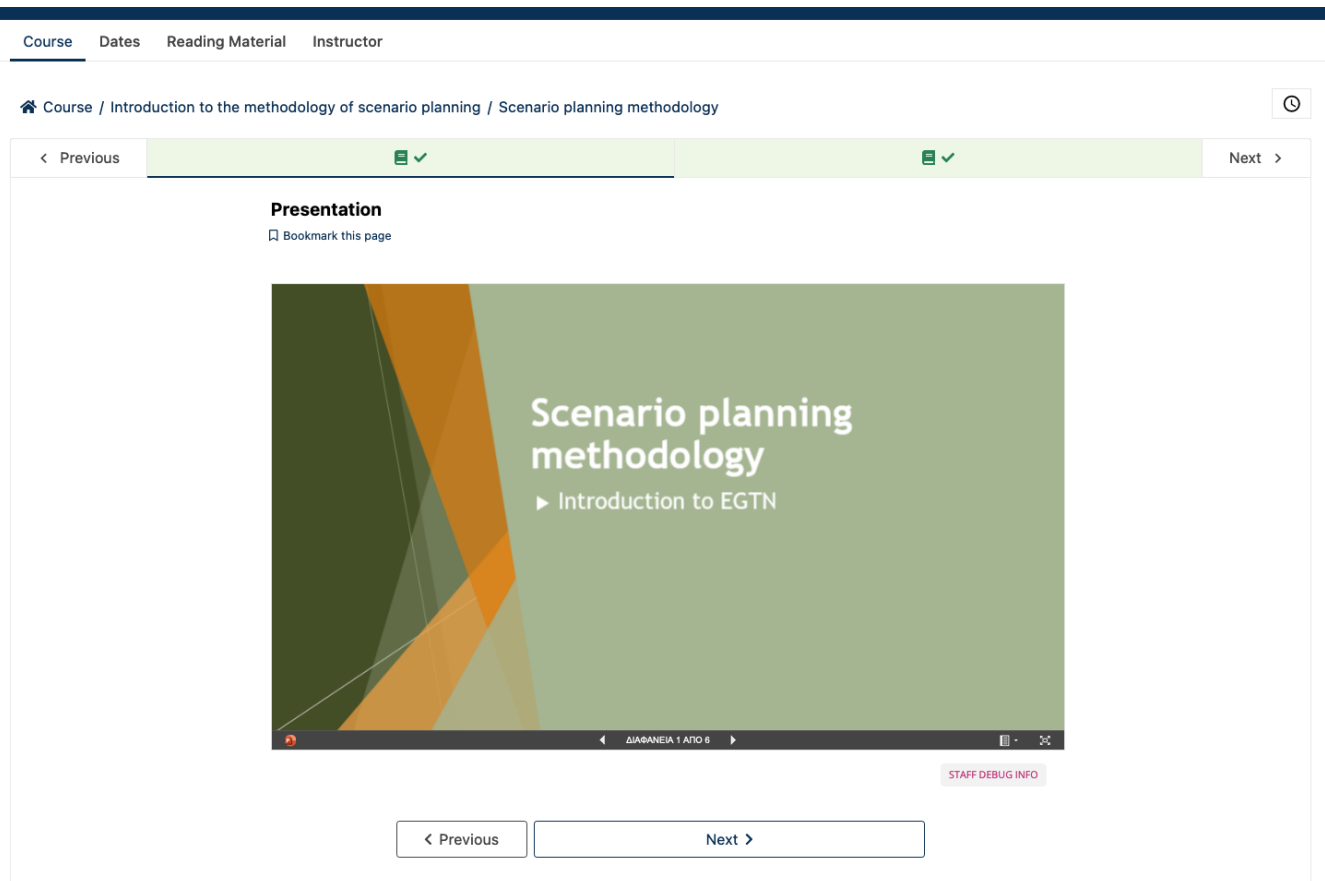 Course Dates Reading Material Instructor
Course / Introduction to the methodology of scenario planning / Scenario planning methodology
Previous Next
Presentation
Bookmark this page
Scenario planning
methodology
Introduction to EGTN
ΔΙΑΦΑΝΕΙΑ 1 ΑΠΟ 6
STAFF DEBUG INFO
Previous Next